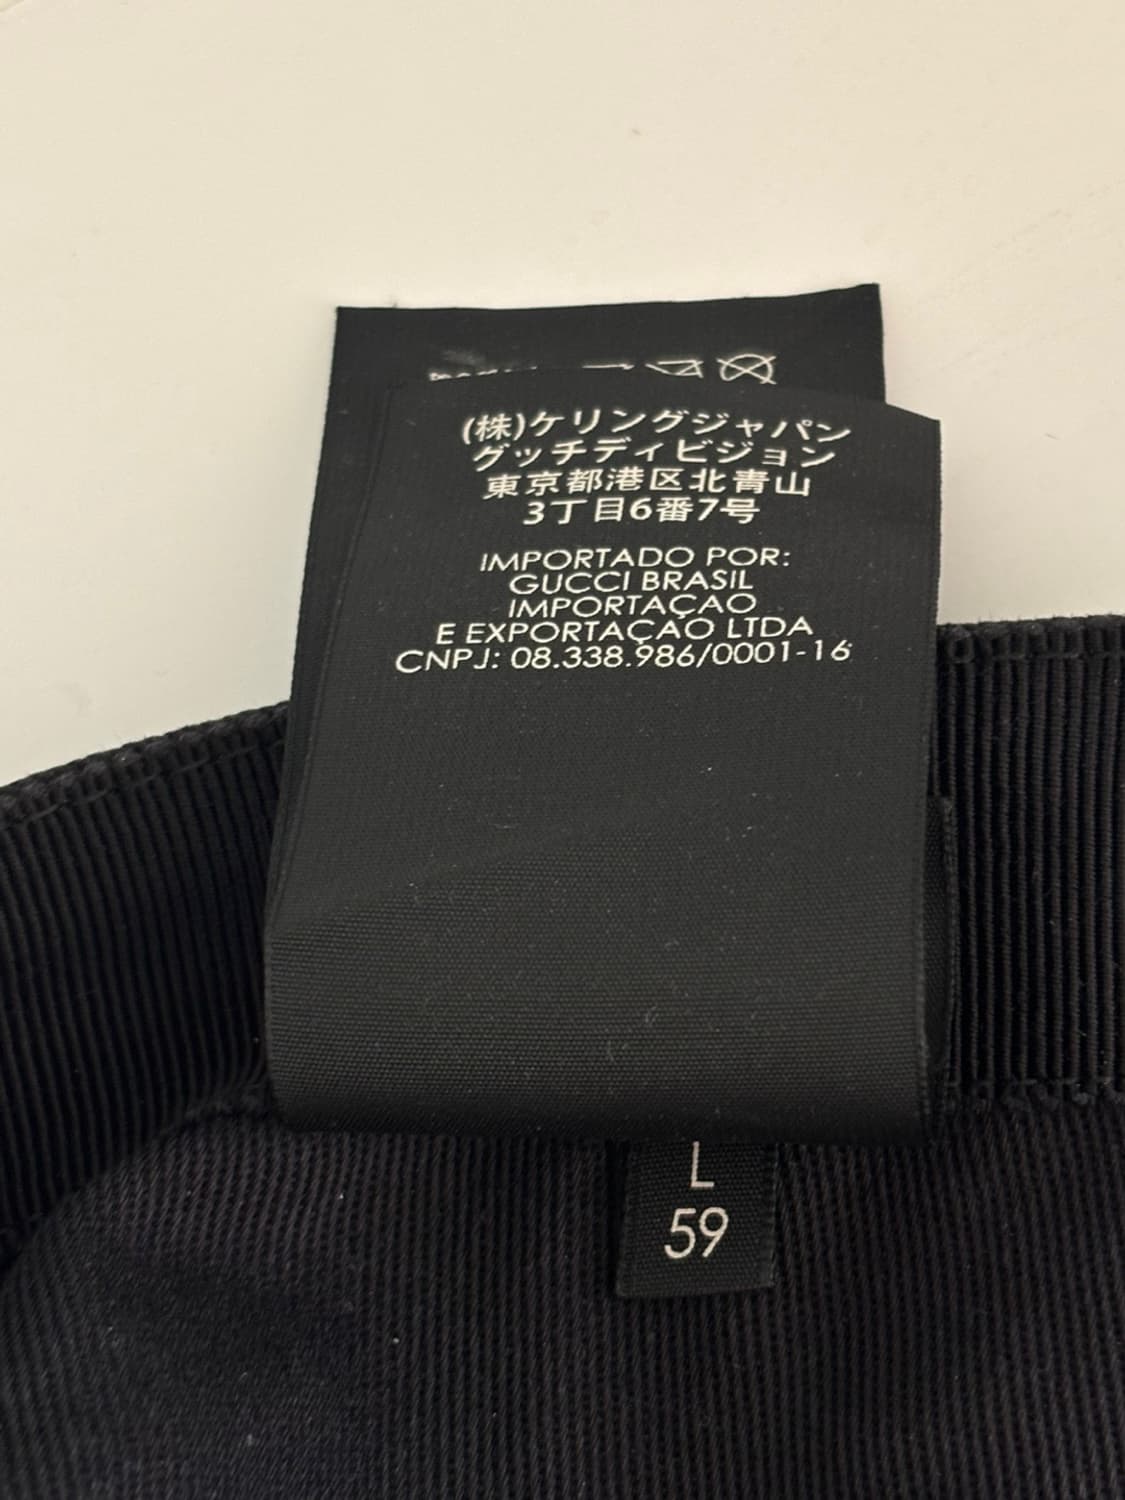 (株)ケリングジャパン
グッチディビジョン
東京都港区北青山
3丁目6番7号
IMPORTADO POR:
GUCCI BRASIL
IMPORTAÇAO
E EXPORTAÇAO LTDA
CNPJ: 08.338.986/0001-16
L
59